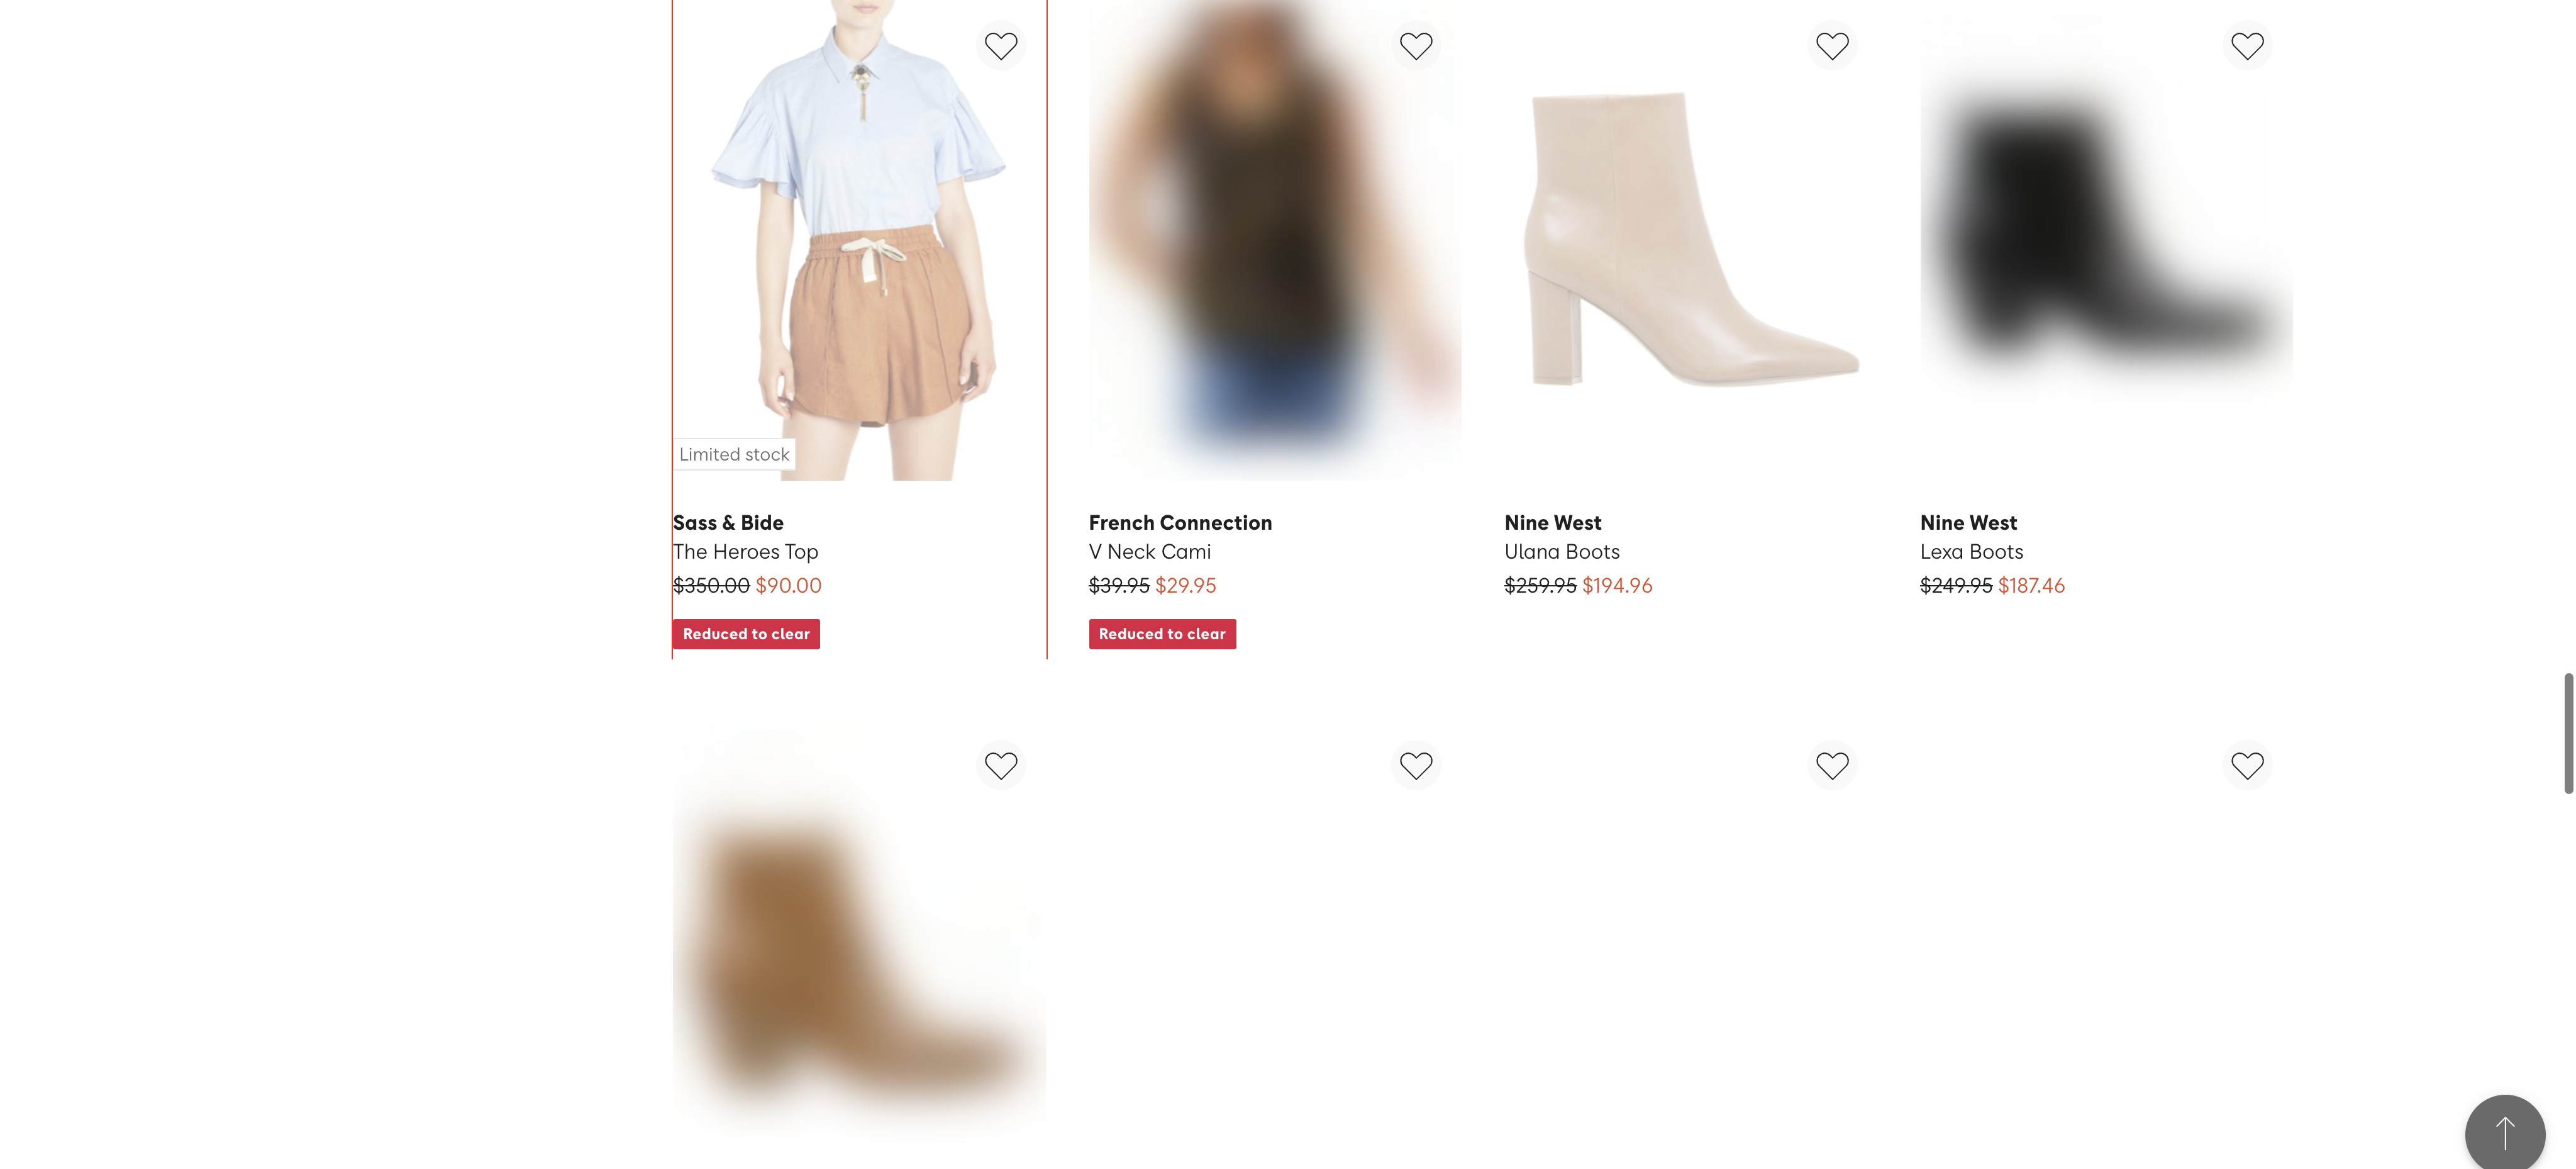 Limited stock
Sass & Bide
The Heroes Top
$350.00 $90.00
Reduced to clear
French Connection
V Neck Cami
$39.95 $29.95
Reduced to clear
Nine West
Ulana Boots
$259.95 $194.96
Nine West
Lexa Boots
$249.95 $187.46